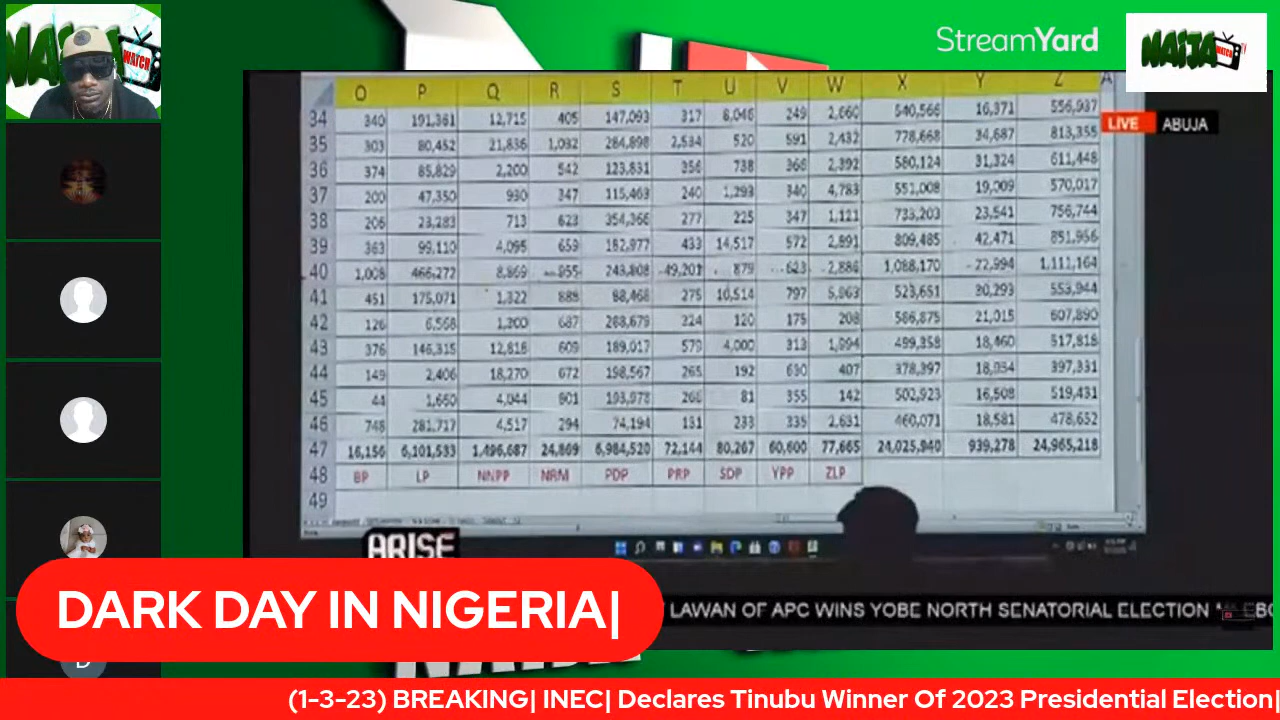 StreamYard
NAIJA
WATCH
LIVE ABUJA
O P Q R S T U V W X Y Z A
34 340 191,361 12,715 405 147,093 317 8,046 249 2,660 540,566 16,371 556,937
35 303 80,452 21,836 1,032 284,898 2,534 520 591 2,432 778,668 34,687 813,355
36 374 85,829 2,200 542 123,831 356 738 366 2,392 580,124 31,324 611,448
37 200 47,350 930 347 115,463 240 1,293 340 4,783 551,008 19,009 570,017
38 206 23,283 713 623 354,366 277 225 347 1,121 733,203 23,541 756,744
39 363 99,110 4,095 659 182,977 433 14,517 572 2,891 809,485 42,471 851,956
40 1,008 466,272 8,869 955 243,808 49,201 879 623 2,886 1,088,170 72,994 1,111,164
41 451 175,071 1,322 889 88,468 275 10,514 797 5,963 523,651 30,293 553,944
42 126 6,568 1,200 687 288,679 224 120 175 208 586,875 21,015 607,890
43 376 146,315 12,818 609 189,017 579 4,000 313 1,994 499,358 18,460 517,818
44 149 2,406 18,270 672 198,567 265 192 630 407 378,397 18,934 397,331
45 44 1,660 4,044 801 193,978 266 81 355 142 502,923 16,508 519,431
46 748 281,717 4,517 294 74,194 131 233 335 2,631 460,071 18,581 478,652
47 16,156 6,101,533 1,496,687 24,869 6,984,520 72,144 80,267 60,600 77,665 24,025,940 939,278 24,965,218
48 BP LP NNPP NRM PDP PRP SDP YPP ZLP
49
ARISE
DARK DAY IN NIGERIA|
LAWAN OF APC WINS YOBE NORTH SENATORIAL ELECTION
(1-3-23) BREAKING| INEC| Declares Tinubu Winner Of 2023 Presidential Election|